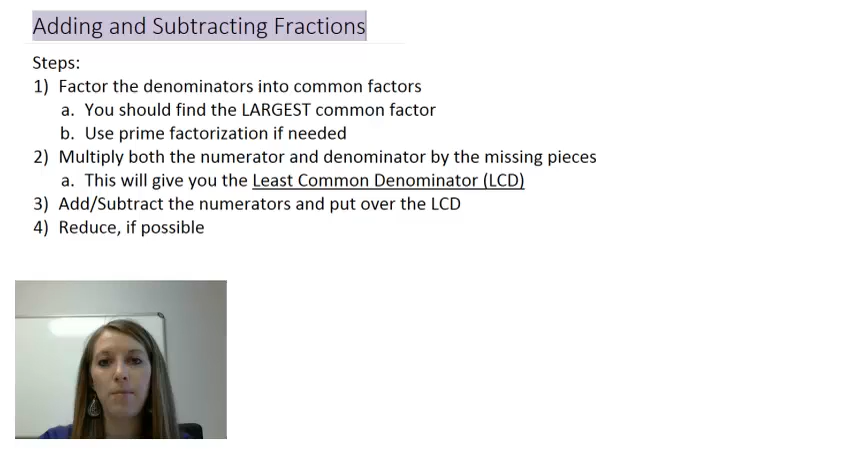 Adding and Subtracting Fractions
Steps:
1) Factor the denominators into common factors
a. You should find the LARGEST common factor
b. Use prime factorization if needed
2) Multiply both the numerator and denominator by the missing pieces
a. This will give you the Least Common Denominator (LCD)
3) Add/Subtract the numerators and put over the LCD
4) Reduce, if possible